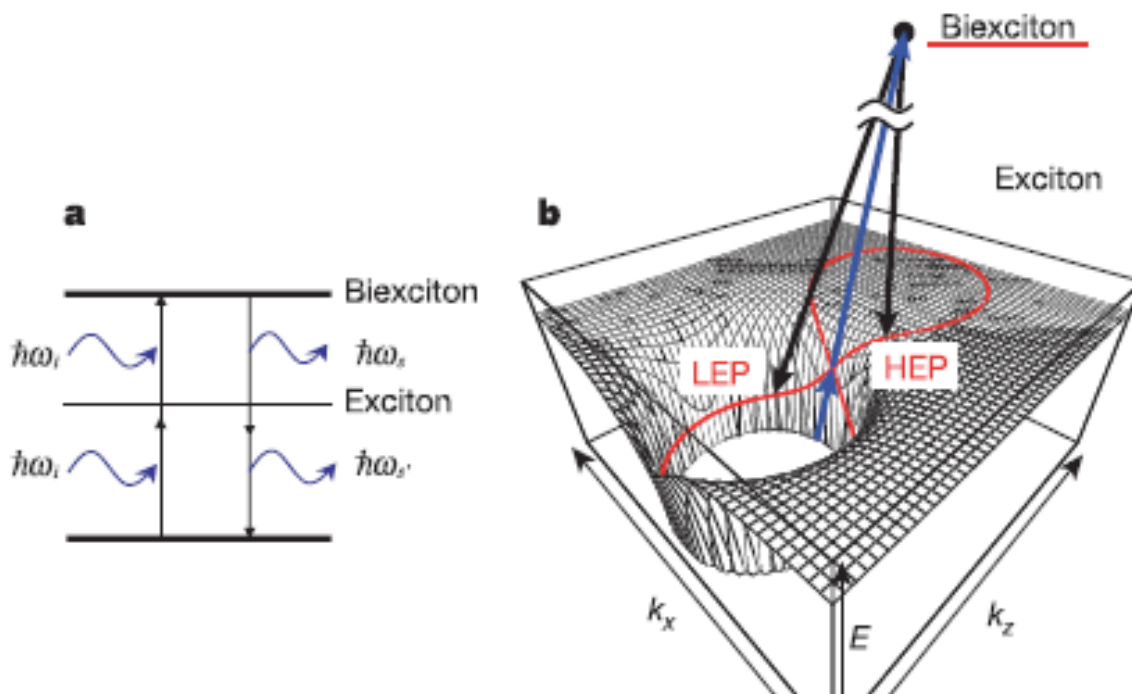 a
Biexciton
ħωᵢ
ħωₛ
Exciton
ħωᵢ
ħωₛ'
b
Biexciton
Exciton
LEP
HEP
kₓ
E
k_z